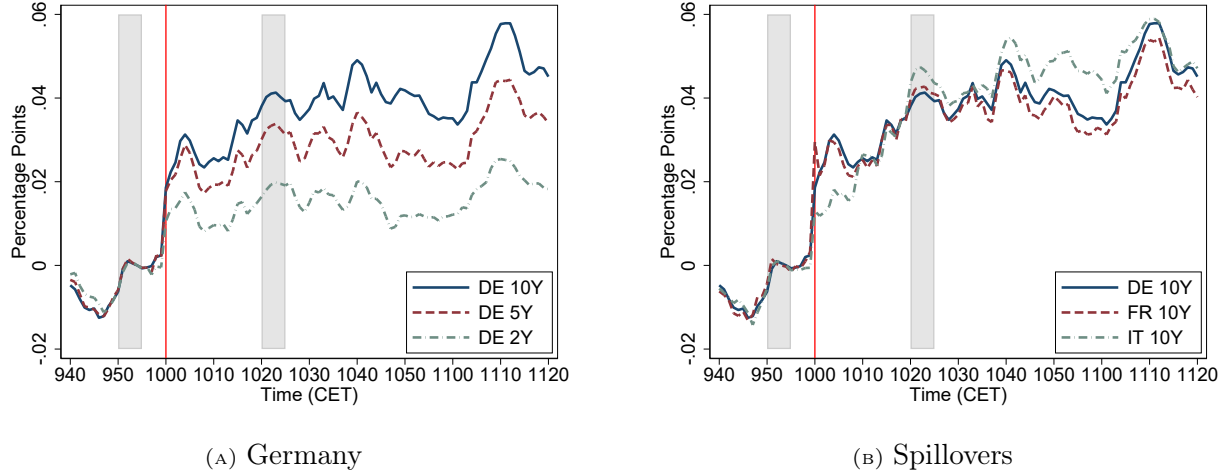 .06
.04
.02
0
-.02
Percentage Points
DE 10Y
DE 5Y
DE 2Y
940 950 1000 1010 1020 1030 1040 1050 1100 1110 1120
Time (CET)
(A) Germany
.06
.04
.02
0
-.02
Percentage Points
DE 10Y
FR 10Y
IT 10Y
940 950 1000 1010 1020 1030 1040 1050 1100 1110 1120
Time (CET)
(B) Spillovers